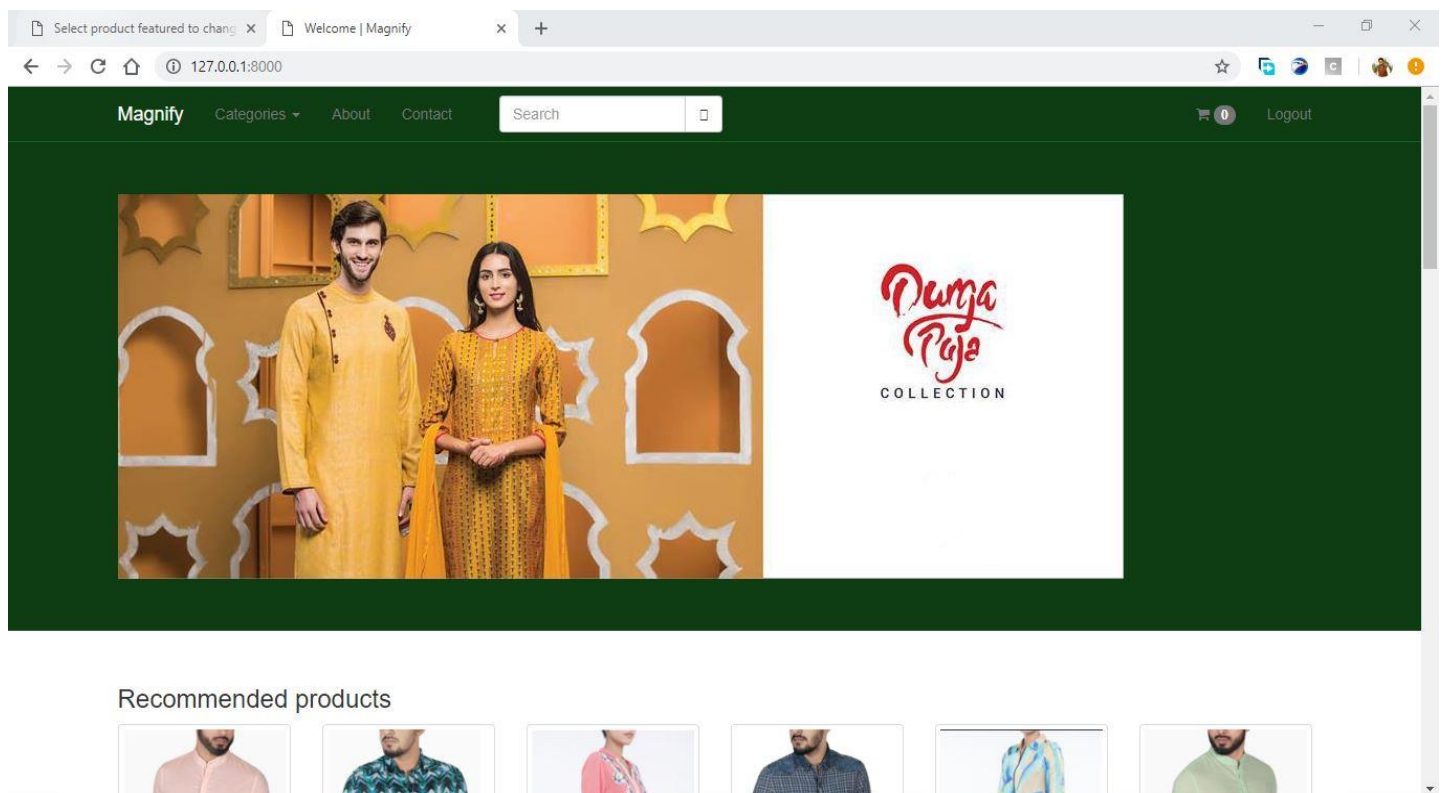 Select product featured to chang
Welcome | Magnify
127.0.0.1:8000
Magnify Categories About Contact Search 0 Logout
Durga
Puja
COLLECTION
Recommended products